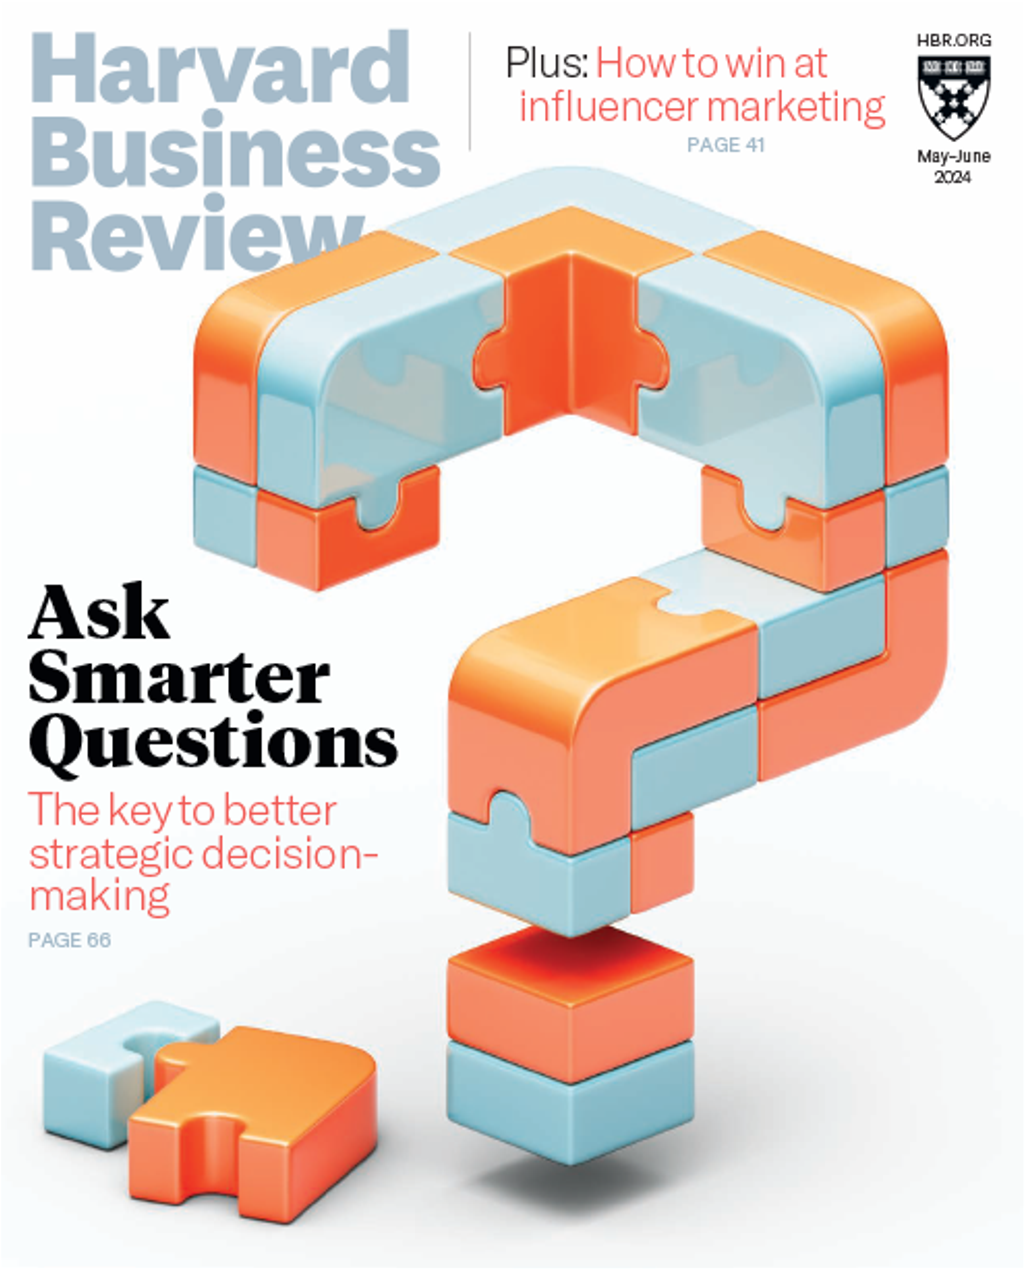 Harvard
Business
Review
Plus: How to win at
influencer marketing
PAGE 41
HBR.ORG
May–June
2024
Ask
Smarter
Questions
The key to better
strategic decision-
making
PAGE 66